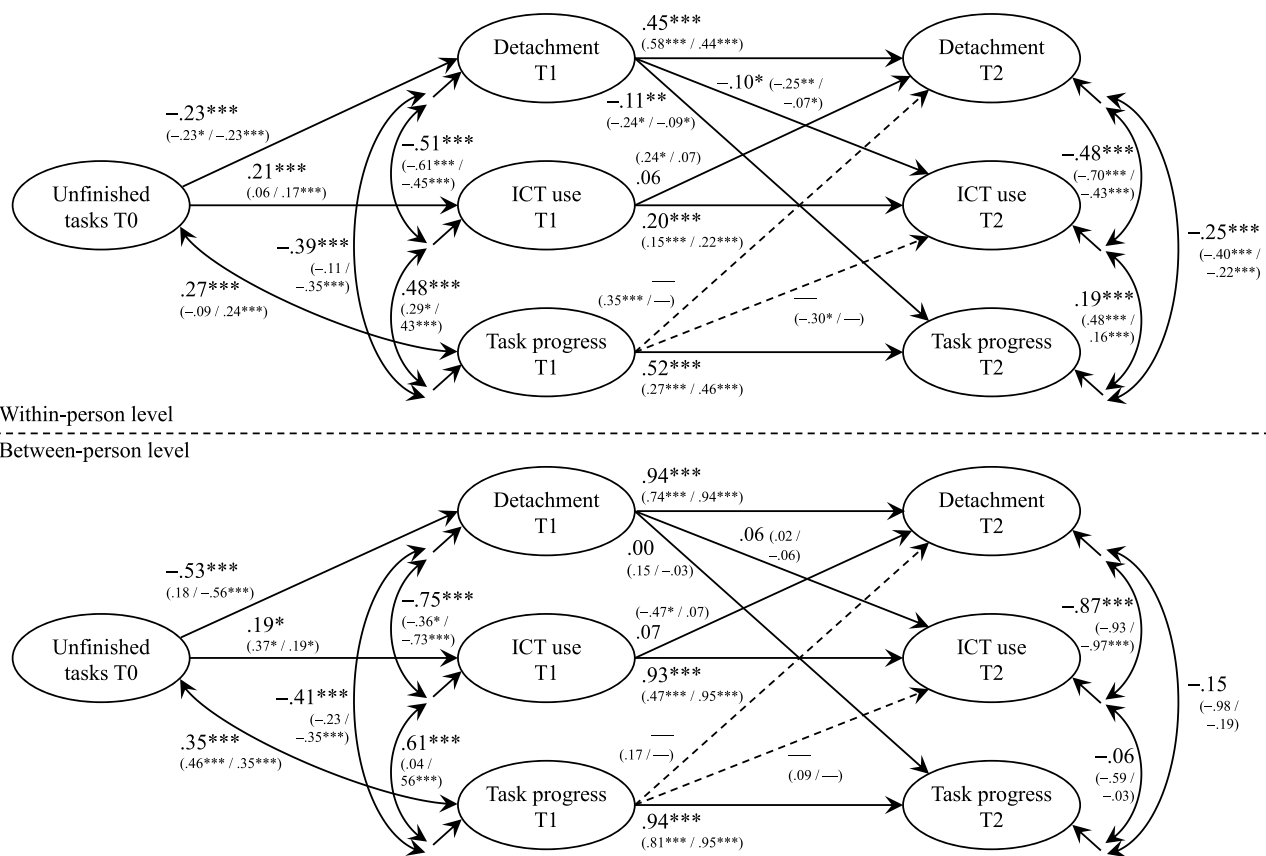 Detachment
T1
.45***
(.58*** / .44***)
Detachment
T2
−.10* (−.25** /
−.07*)
−.23***
(−.23* / −.23***)
−.11**
(−.24* / −.09*)
−.51***
(−.61*** /
−.45***)
−.48***
(−.70*** /
−.43***)
Unfinished
tasks T0
.21***
(.06 / .17***)
ICT use
T1
(.24* / .07)
.06
.20***
(.15*** / .22***)
ICT use
T2
−.39***
(−.11 /
−.35***)
−.25***
(−.40*** /
−.22***)
.27***
(−.09 / .24***)
.48***
(.29* /
43***)
—
(.35*** / —)
—
(−.30* / —)
.19***
(.48*** /
.16***)
Task progress
T1
.52***
(.27*** / .46***)
Task progress
T2
Within-person level
Between-person level
Detachment
T1
.94***
(.74*** / .94***)
Detachment
T2
.06 (.02 /
−.06)
−.53***
(.18 / −.56***)
.00
(.15 / −.03)
−.75***
(−.36* /
−.73***)
−.87***
(−.93 /
−.97***)
Unfinished
tasks T0
.19*
(.37* / .19*)
ICT use
T1
(−.47* / .07)
.07
.93***
(.47*** / .95***)
ICT use
T2
−.41***
(−.23 /
−.35***)
−.15
(−.98 /
−.19)
.35***
(.46*** / .35***)
.61***
(.04 /
56***)
—
(.17 / —)
—
(.09 / —)
−.06
(−.59 /
−.03)
Task progress
T1
.94***
(.81*** / .95***)
Task progress
T2